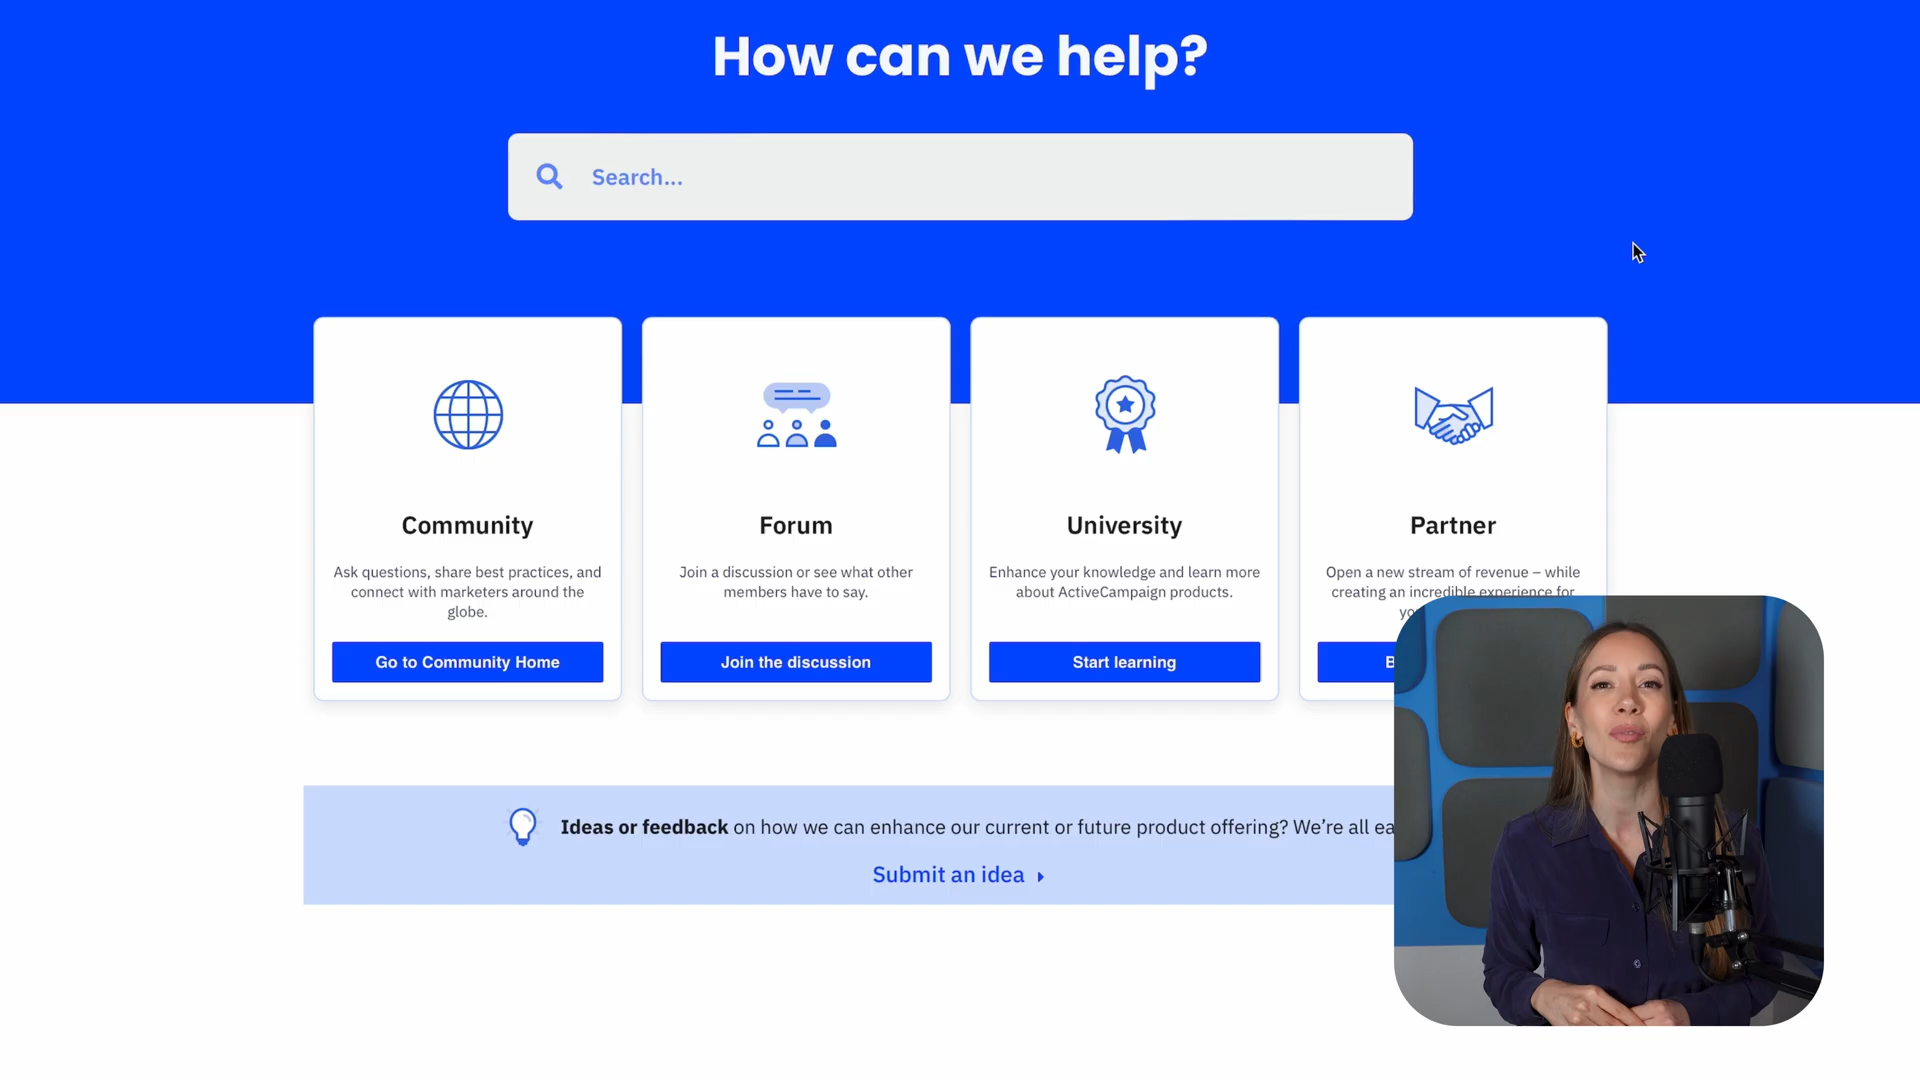 How can we help?
Search...
Community
Ask questions, share best practices, and
connect with marketers around the
globe.
Go to Community Home
Forum
Join a discussion or see what other
members have to say.
Join the discussion
University
Enhance your knowledge and learn more
about ActiveCampaign products.
Start learning
Partner
Open a new stream of revenue – while
creating an incredible experience for
Ideas or feedback on how we can enhance our current or future product offering? We’re all
Submit an idea